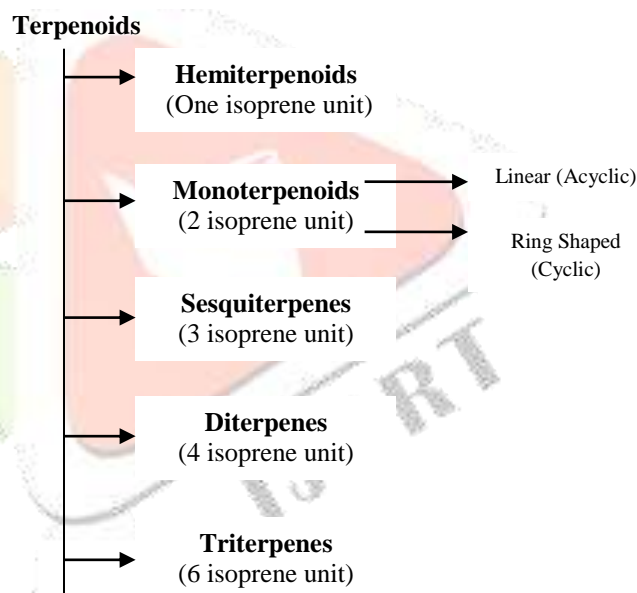 Terpenoids
Hemiterpenoids
(One isoprene unit)
Monoterpenoids
(2 isoprene unit)
Linear (Acyclic)
Ring Shaped
(Cyclic)
Sesquiterpenes
(3 isoprene unit)
Diterpenes
(4 isoprene unit)
Triterpenes
(6 isoprene unit)